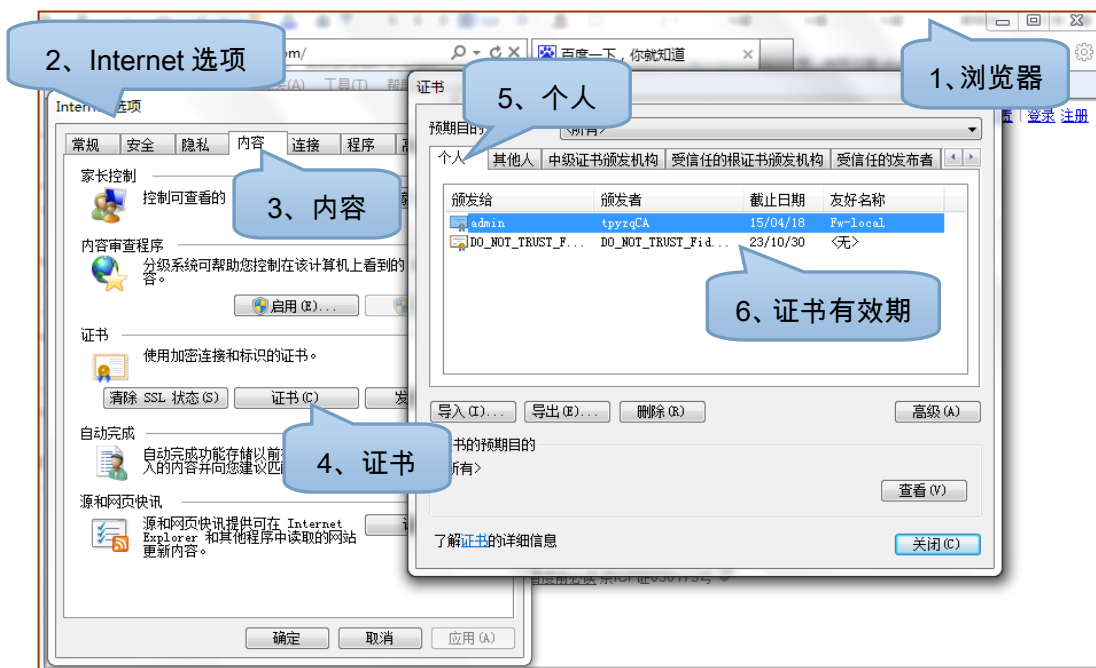 2、Internet 选项
om/
百度一下，你就知道
1、浏览器
工具(T)
登录 注册
Internet 选项
常规 安全 隐私 内容 连接 程序
家长控制
控制可查看的
3、内容
内容审查程序
分级系统可帮助您控制在该计算机上看到的
容。
启用(E)...
证书
使用加密连接和标识的证书。
清除 SSL 状态(S) 证书(C)
4、证书
自动完成
自动完成功能存储以前
入的内容并向您建议匹
源和网页快讯
源和网页快讯提供可在 Internet
Explorer 和其他程序中读取的网站
更新内容。
确定 取消 应用(A)
证书
5、个人
预期目的
<所有>
个人 其他人 中级证书颁发机构 受信任的根证书颁发机构 受信任的发布者
颁发给 颁发者 截止日期 友好名称
admin tpyzqCA 15/04/18 Fw-local
DO_NOT_TRUST_F... DO_NOT_TRUST_Fid... 23/10/30 <无>
6、证书有效期
导入(I)... 导出(E)... 删除(R) 高级(A)
书的预期目的
所有>
查看(V)
了解证书的详细信息
关闭(C)